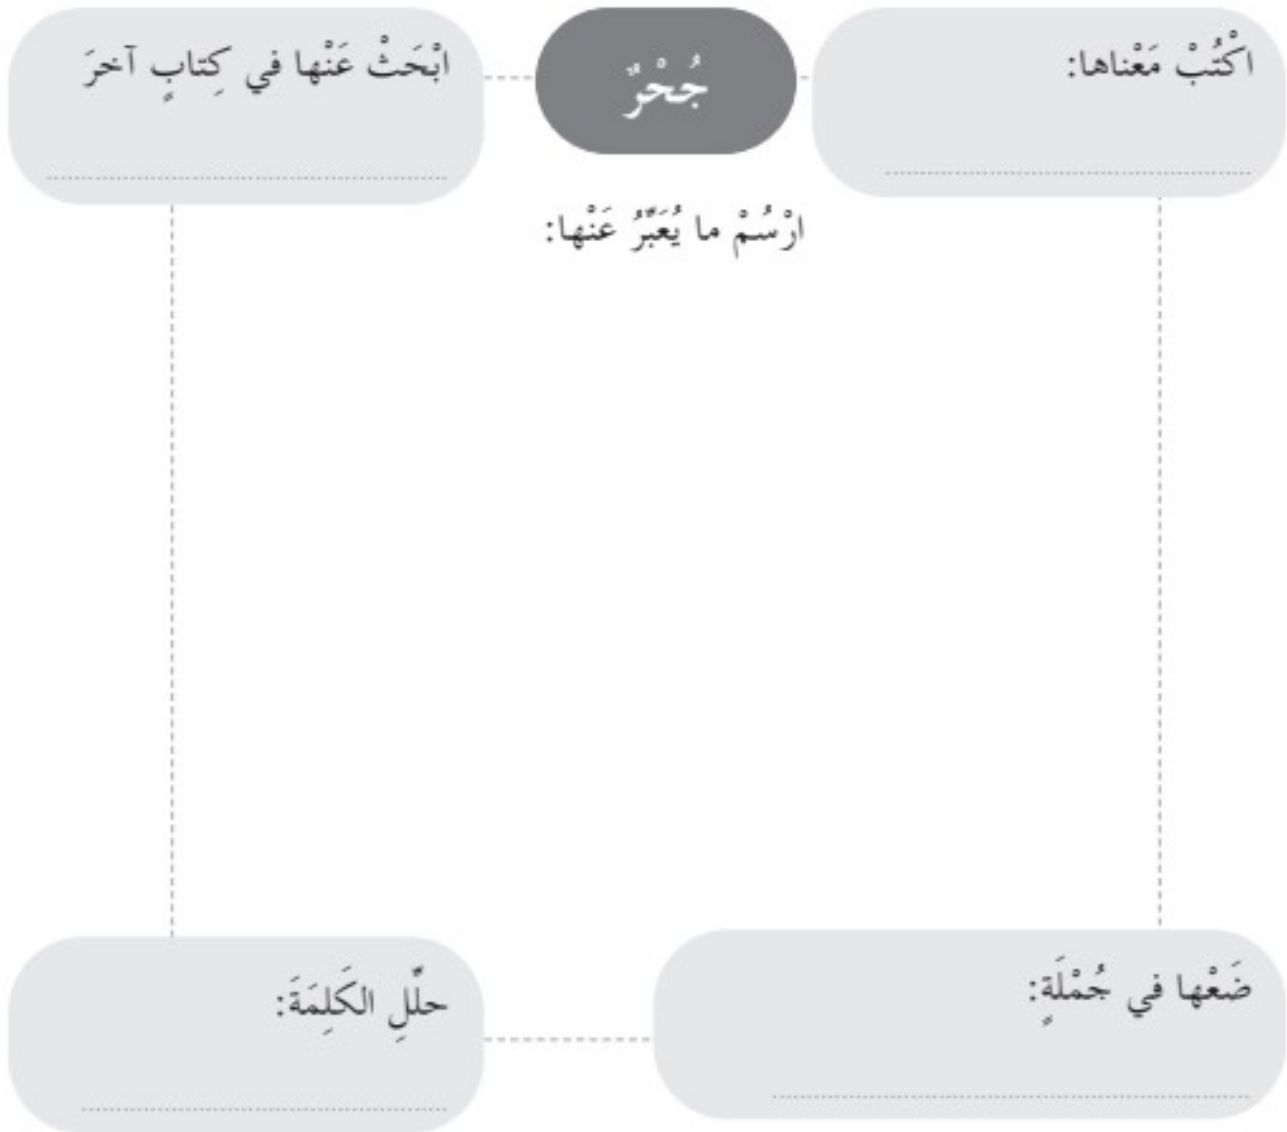 اكْتُبْ مَعْناها:
جُحْرٌ
ابْحَثْ عَنْها في كِتابٍ آخرَ
ارْسُمْ ما يُعَبِّرُ عَنْها:
ضَعْها في جُمْلَةٍ:
حلِّلِ الكَلِمَةَ: